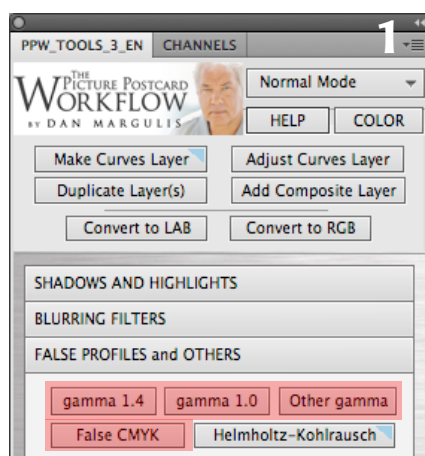 1
PPW_TOOLS_3_EN CHANNELS
THE
PICTURE POSTCARD
WORKFLOW
BY DAN MARGULIS
Normal Mode
HELP COLOR
Make Curves Layer Adjust Curves Layer
Duplicate Layer(s) Add Composite Layer
Convert to LAB Convert to RGB
SHADOWS AND HIGHLIGHTS
BLURRING FILTERS
FALSE PROFILES and OTHERS
gamma 1.4 gamma 1.0 Other gamma
False CMYK Helmholtz-Kohlrausch